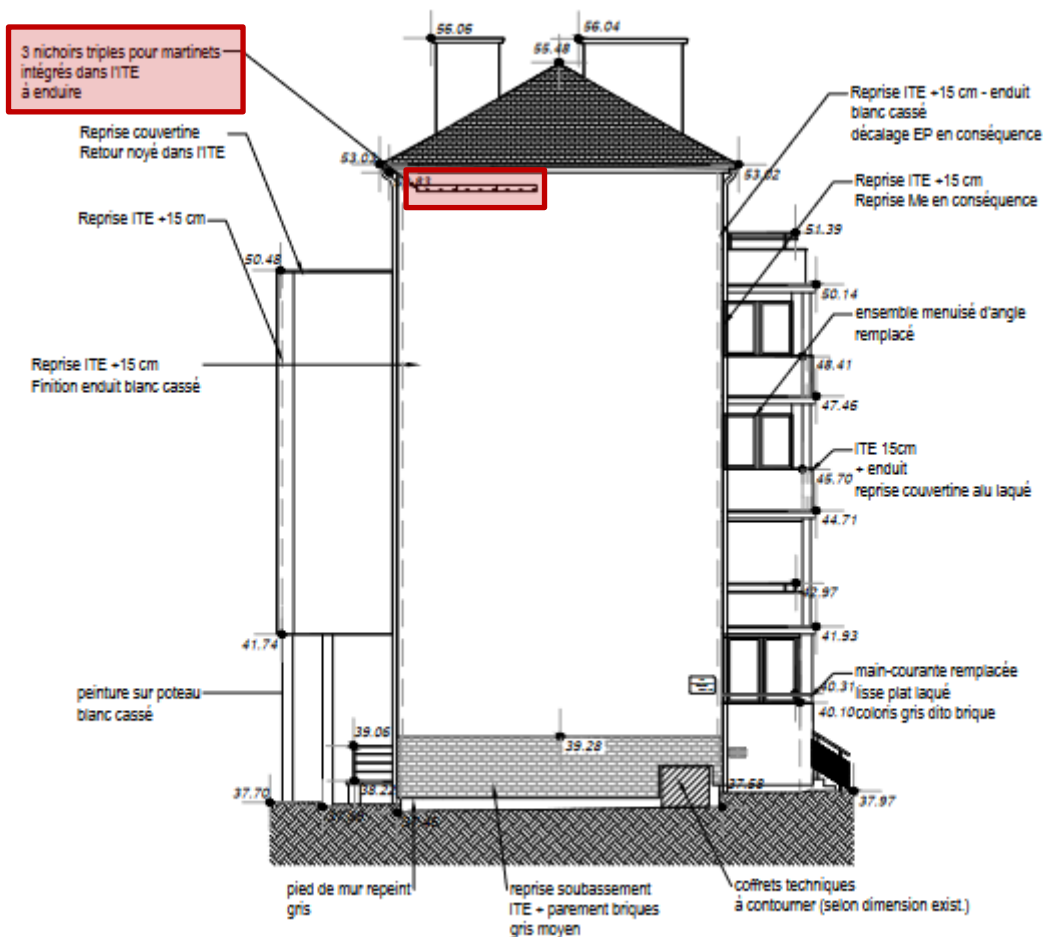 56.06
56.04
3 nichoirs triples pour martinets
intégrés dans l'ITE
à enduire
55.48
Reprise ITE +15 cm - enduit
blanc cassé
décalage EP en conséquence
Reprise couvertine
Retour noyé dans l'ITE
53.03
53.02
Reprise ITE +15 cm
Reprise Me en conséquence
Reprise ITE +15 cm
51.39
50.48
50.14
ensemble menuisé d'angle
remplacé
Reprise ITE +15 cm
Finition enduit blanc cassé
48.41
47.46
ITE 15cm
+ enduit
reprise couvertine alu laqué
45.70
44.71
42.97
41.74
41.93
peinture sur poteau
blanc cassé
main-courante remplacée
lisse plat laqué
coloris gris dito brique
40.31
40.10
39.06
39.28
38.22
37.70
37.58
37.97
pied de mur repeint
gris
reprise soubassement
ITE + parement briques
gris moyen
coffrets techniques
à contourner (selon dimension exist.)